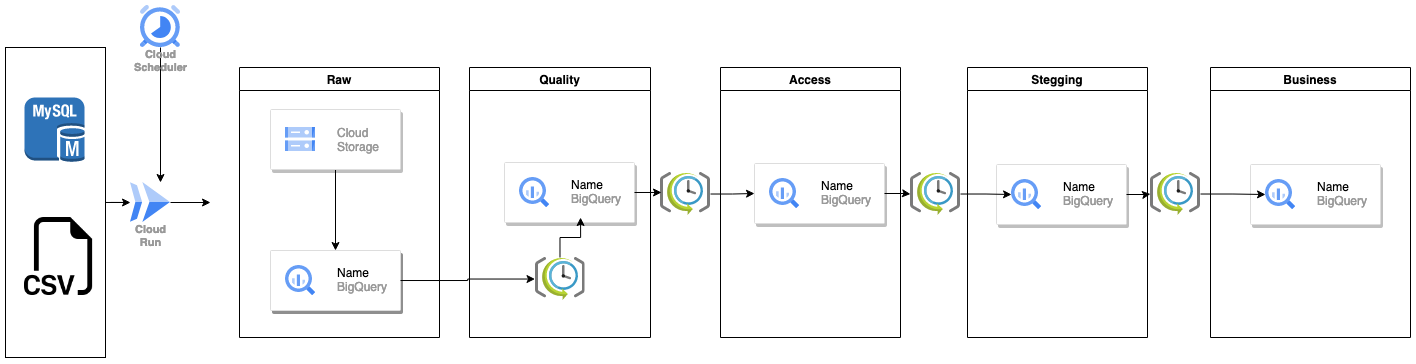 Cloud
Scheduler
MySQL
M
CSV
Cloud
Run
Raw
Cloud
Storage
Name
BigQuery
Quality
Name
BigQuery
Access
Name
BigQuery
Stegging
Name
BigQuery
Business
Name
BigQuery